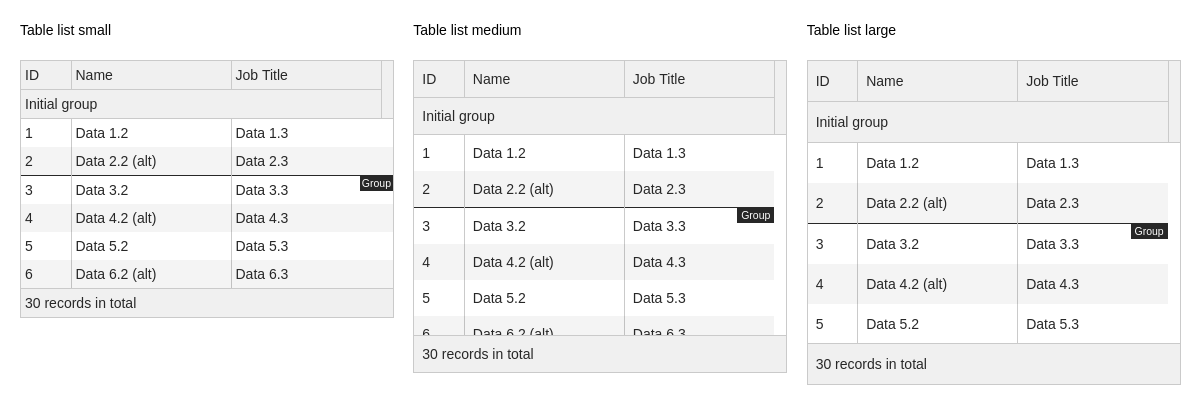 Table list small
ID Name Job Title
Initial group
1 Data 1.2 Data 1.3
2 Data 2.2 (alt) Data 2.3
Group
3 Data 3.2 Data 3.3
4 Data 4.2 (alt) Data 4.3
5 Data 5.2 Data 5.3
6 Data 6.2 (alt) Data 6.3
30 records in total
Table list medium
ID Name Job Title
Initial group
1 Data 1.2 Data 1.3
2 Data 2.2 (alt) Data 2.3
Group
3 Data 3.2 Data 3.3
4 Data 4.2 (alt) Data 4.3
5 Data 5.2 Data 5.3
6 Data 6.2 (alt) Data 6.3
30 records in total
Table list large
ID Name Job Title
Initial group
1 Data 1.2 Data 1.3
2 Data 2.2 (alt) Data 2.3
Group
3 Data 3.2 Data 3.3
4 Data 4.2 (alt) Data 4.3
5 Data 5.2 Data 5.3
30 records in total